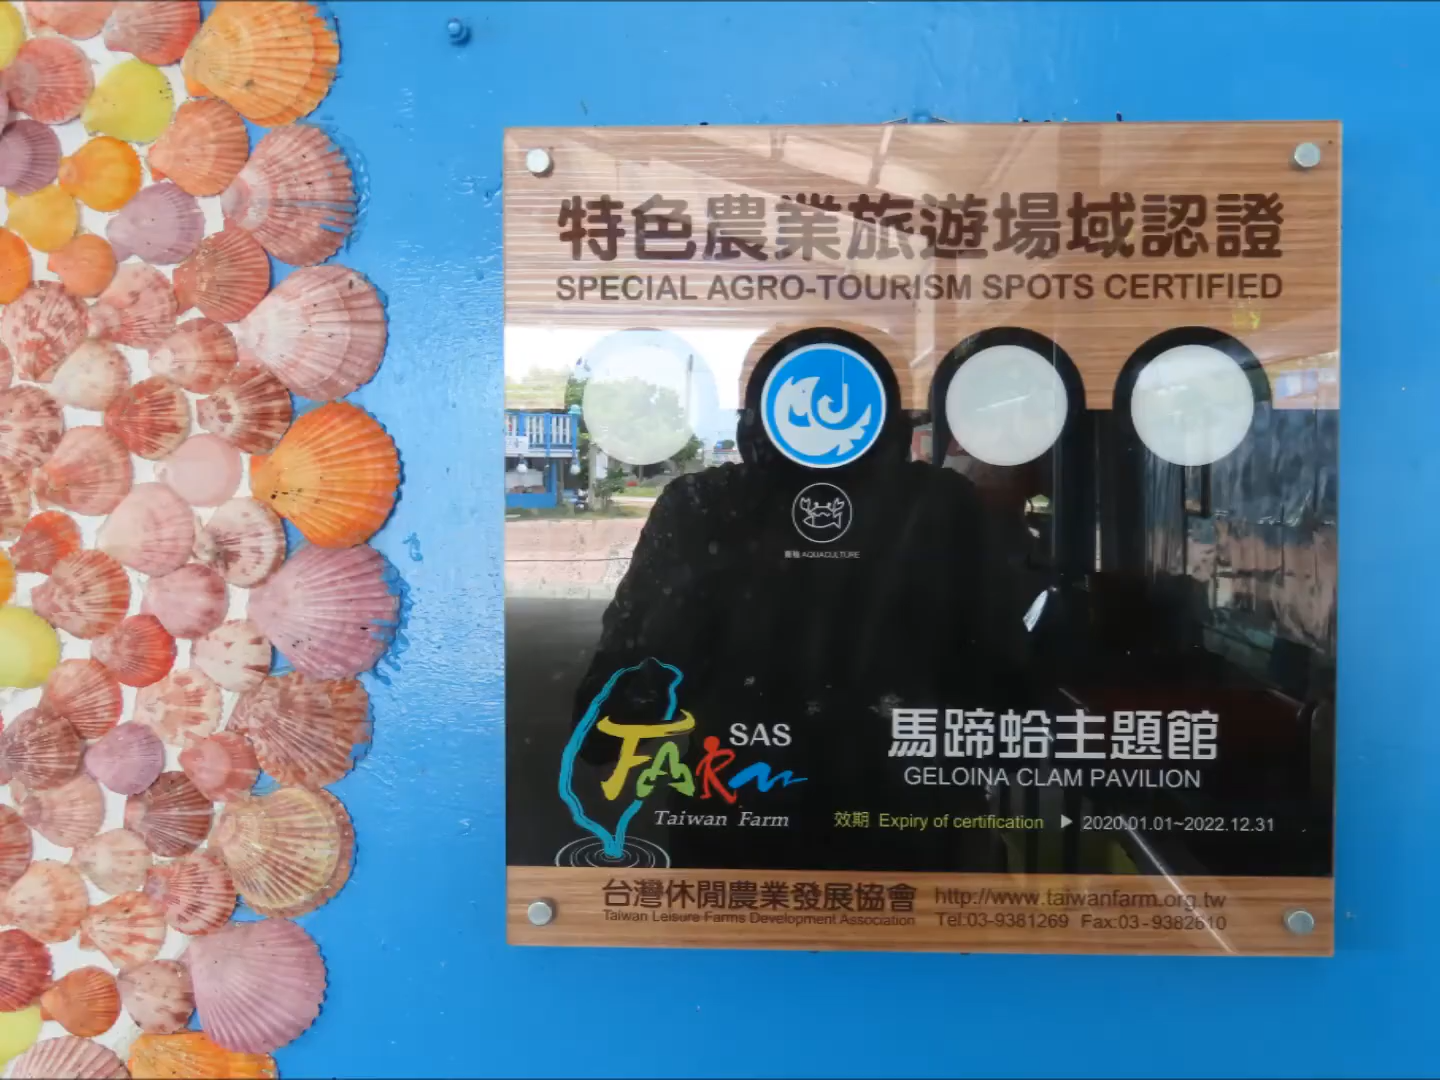 特色農業旅遊場域認證
SPECIAL AGRO-TOURISM SPOTS CERTIFIED
AQUACULTURE
SAS
FARM
Taiwan Farm
馬蹄蛤主題館
GELOINA CLAM PAVILION
效期 Expiry of certification ▶ 2020.01.01~2022.12.31
台灣休閒農業發展協會 http://www.taiwanfarm.org.tw
Taiwan Leisure Farms Development Association Tel:03-9381269 Fax:03-9382610